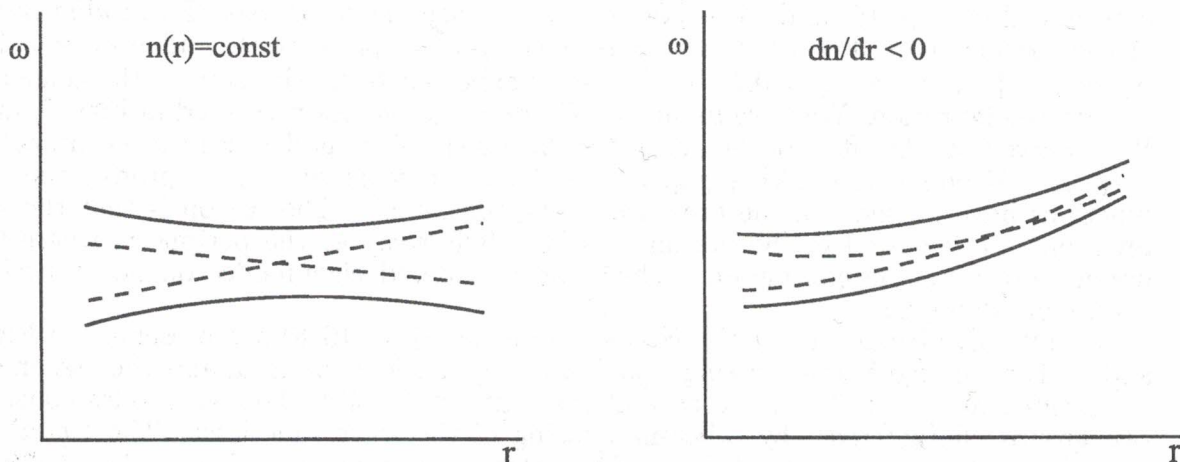 ω
n(r)=const
r
ω
dn/dr < 0
r